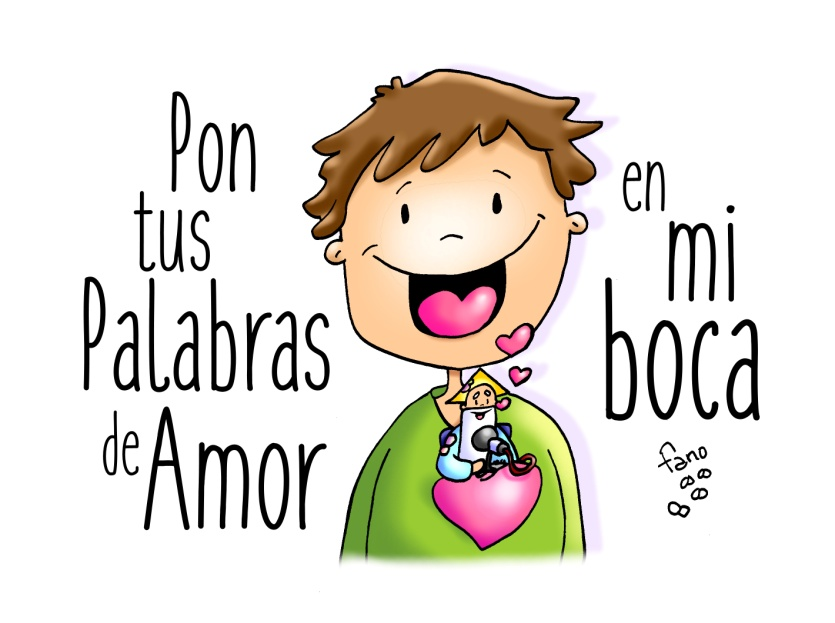 Pon
tus
Palabras
de Amor
en
mi
boca
fano